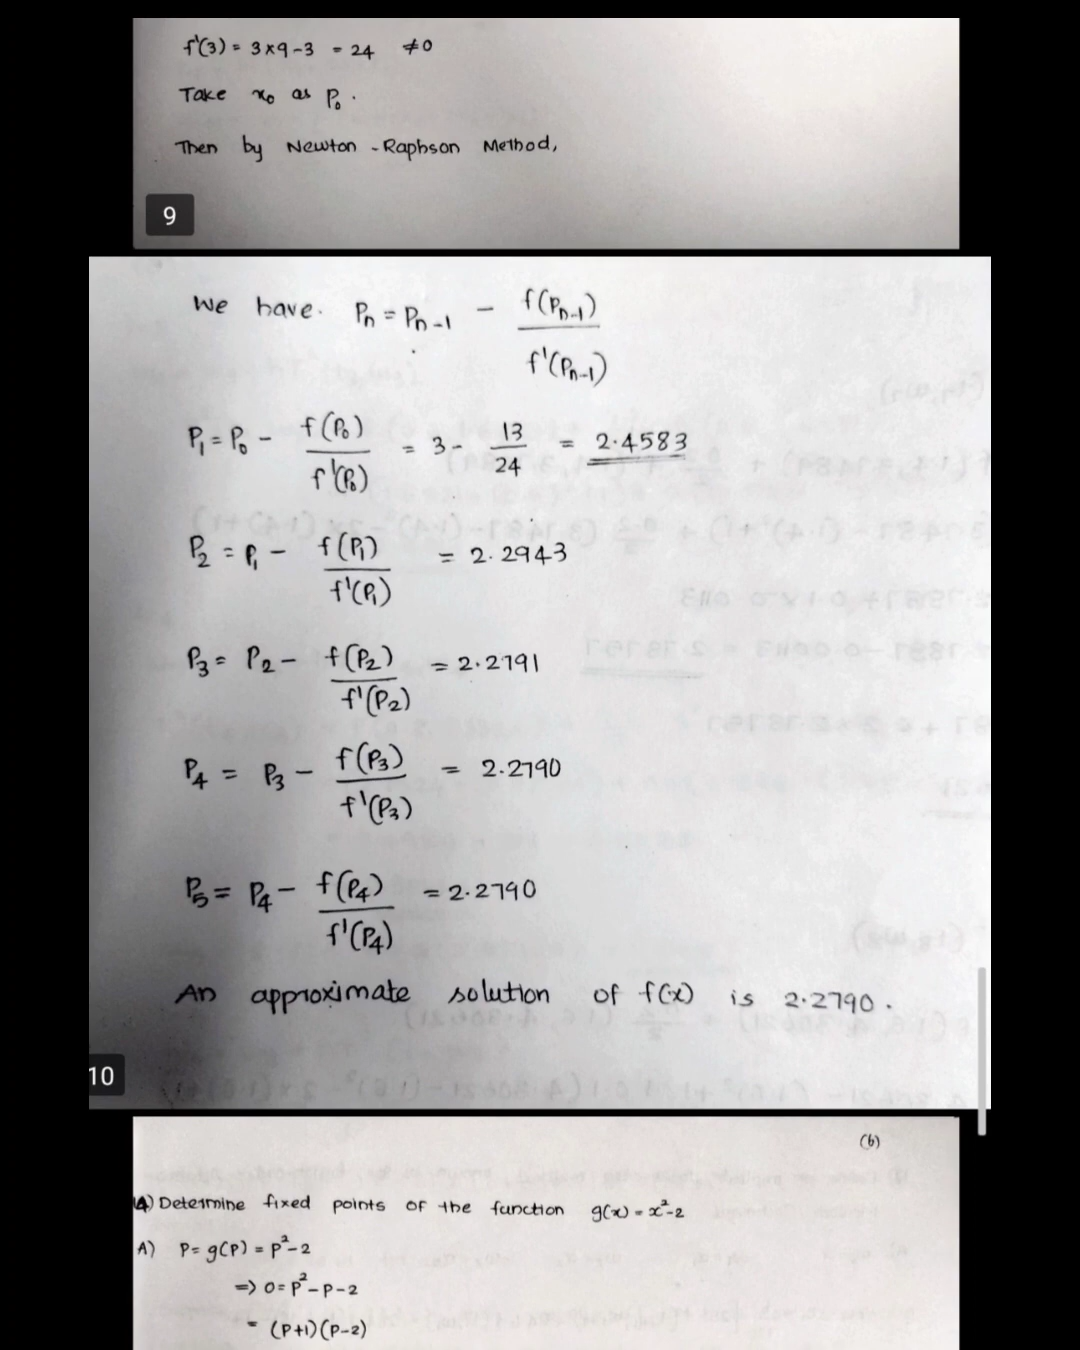 f'(3) = 3×9-3 = 24 ≠0
Take x₀ as P₀.
Then by Newton-Raphson Method,
9
We have. Pₙ = Pₙ₋₁ - f(Pₙ₋₁) / f'(Pₙ₋₁)
P₁ = P₀ - f(P₀) / f'(P₀) = 3 - 13/24 = 2.4583
P₂ = P₁ - f(P₁) / f'(P₁) = 2.2943
P₃ = P₂ - f(P₂) / f'(P₂) = 2.2791
P₄ = P₃ - f(P₃) / f'(P₃) = 2.2790
P₅ = P₄ - f(P₄) / f'(P₄) = 2.2790
An approximate solution of f(x) is 2.2790.
10
(6)
4) Determine fixed points of the function g(x) = x²-2
A) P = g(P) = P²-2
⇒ 0 = P²-P-2
= (P+1)(P-2)